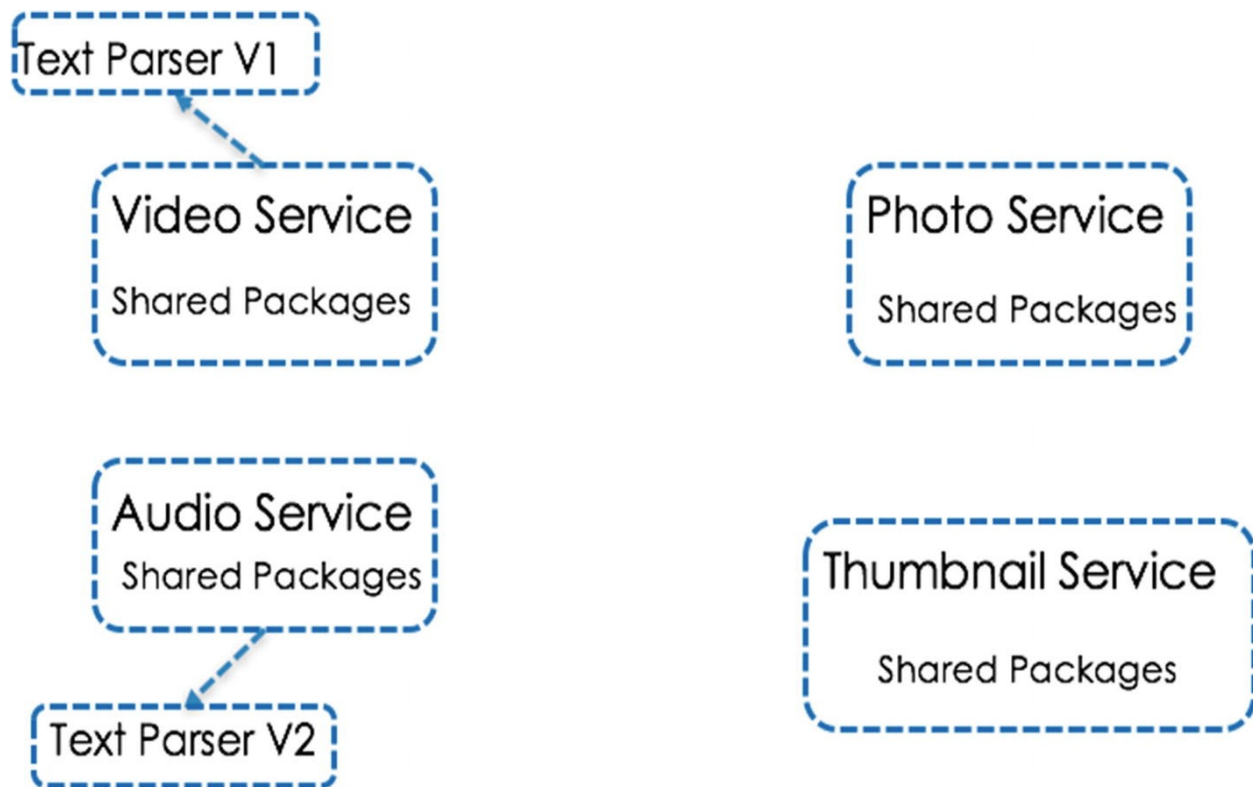 Text Parser V1
Video Service
Shared Packages
Photo Service
Shared Packages
Audio Service
Shared Packages
Thumbnail Service
Shared Packages
Text Parser V2